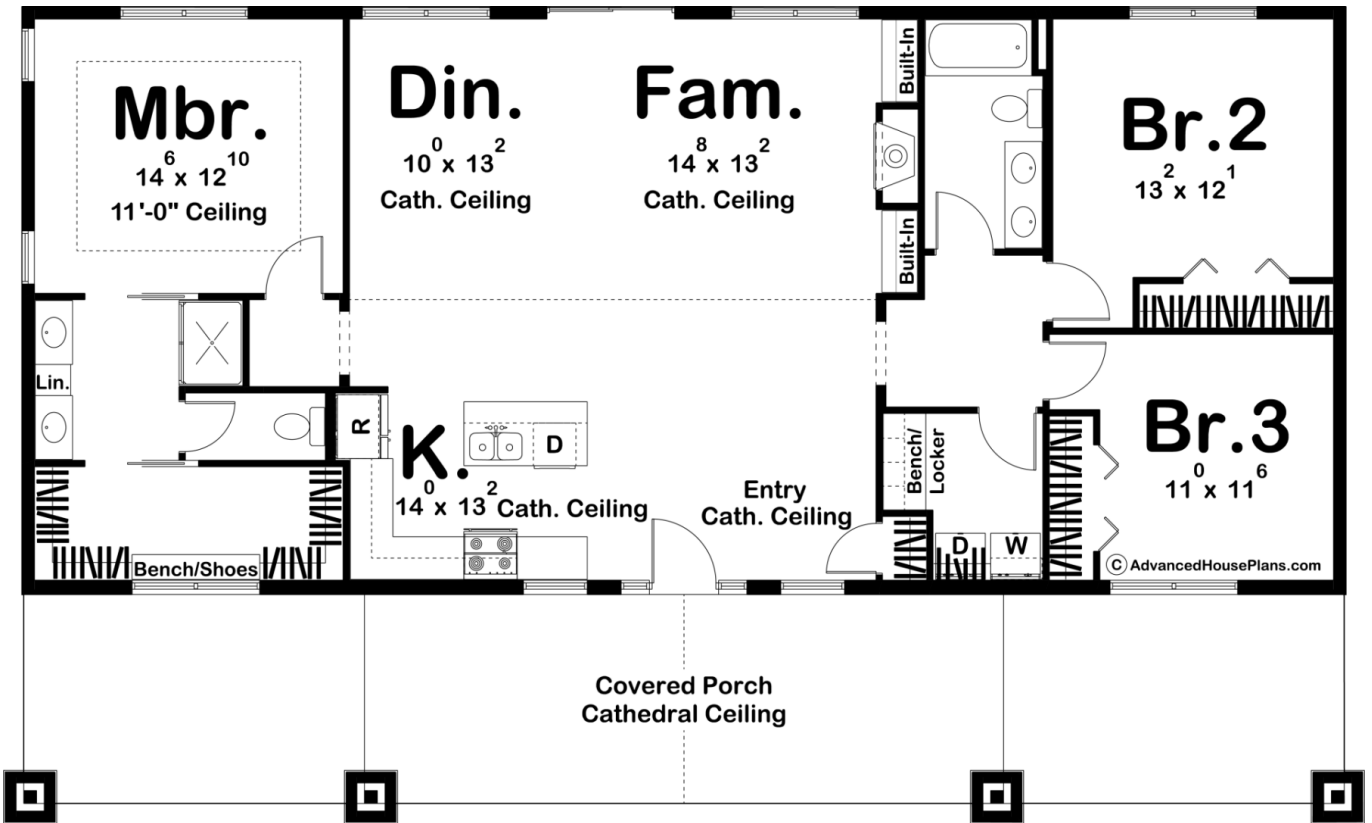 Mbr.
14⁶ x 12¹⁰
11'-0" Ceiling
Din.
10⁰ x 13²
Cath. Ceiling
Fam.
14⁸ x 13²
Cath. Ceiling
Built-In
Built-In
Br.2
13² x 12¹
Lin.
R
K.
14⁰ x 13² Cath. Ceiling
D
Entry
Cath. Ceiling
Bench/
Locker
D
W
Br.3
11⁰ x 11⁶
© AdvancedHousePlans.com
Bench/Shoes
Covered Porch
Cathedral Ceiling